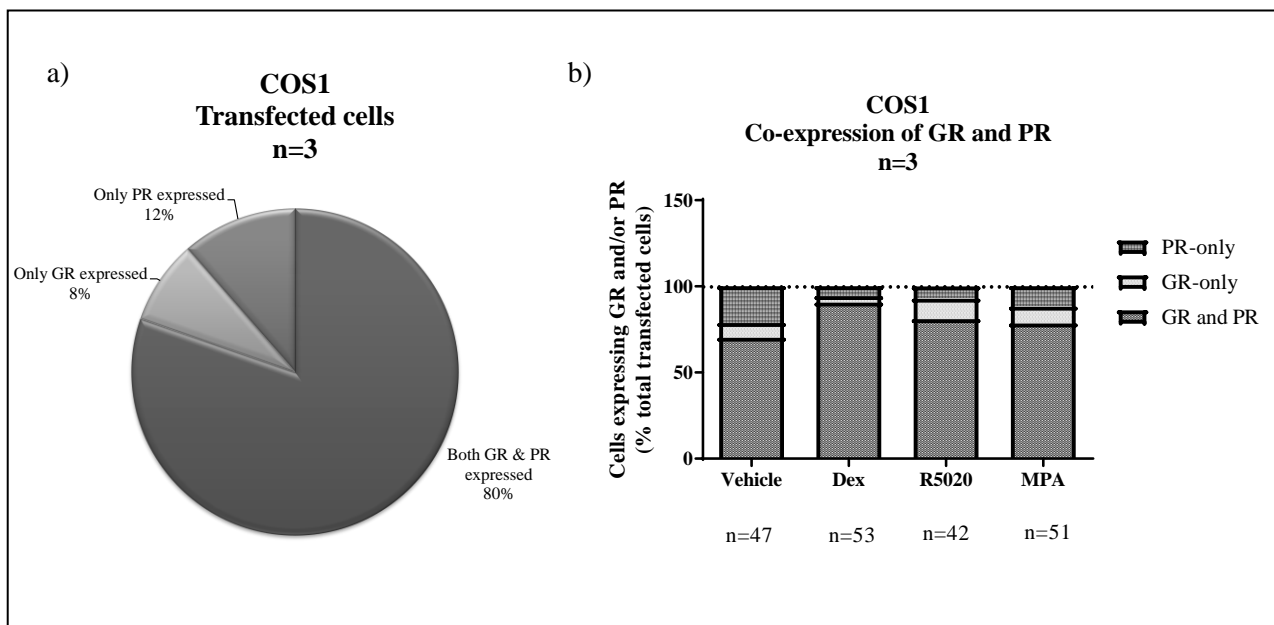 a)
COS1
Transfected cells
n=3
Only PR expressed
12%
Only GR expressed
8%
Both GR & PR
expressed
80%
b)
COS1
Co-expression of GR and PR
n=3
Cells expressing GR and/or PR
(% total transfected cells)
150
100
50
0
Vehicle
Dex
R5020
MPA
n=47
n=53
n=42
n=51
PR-only
GR-only
GR and PR